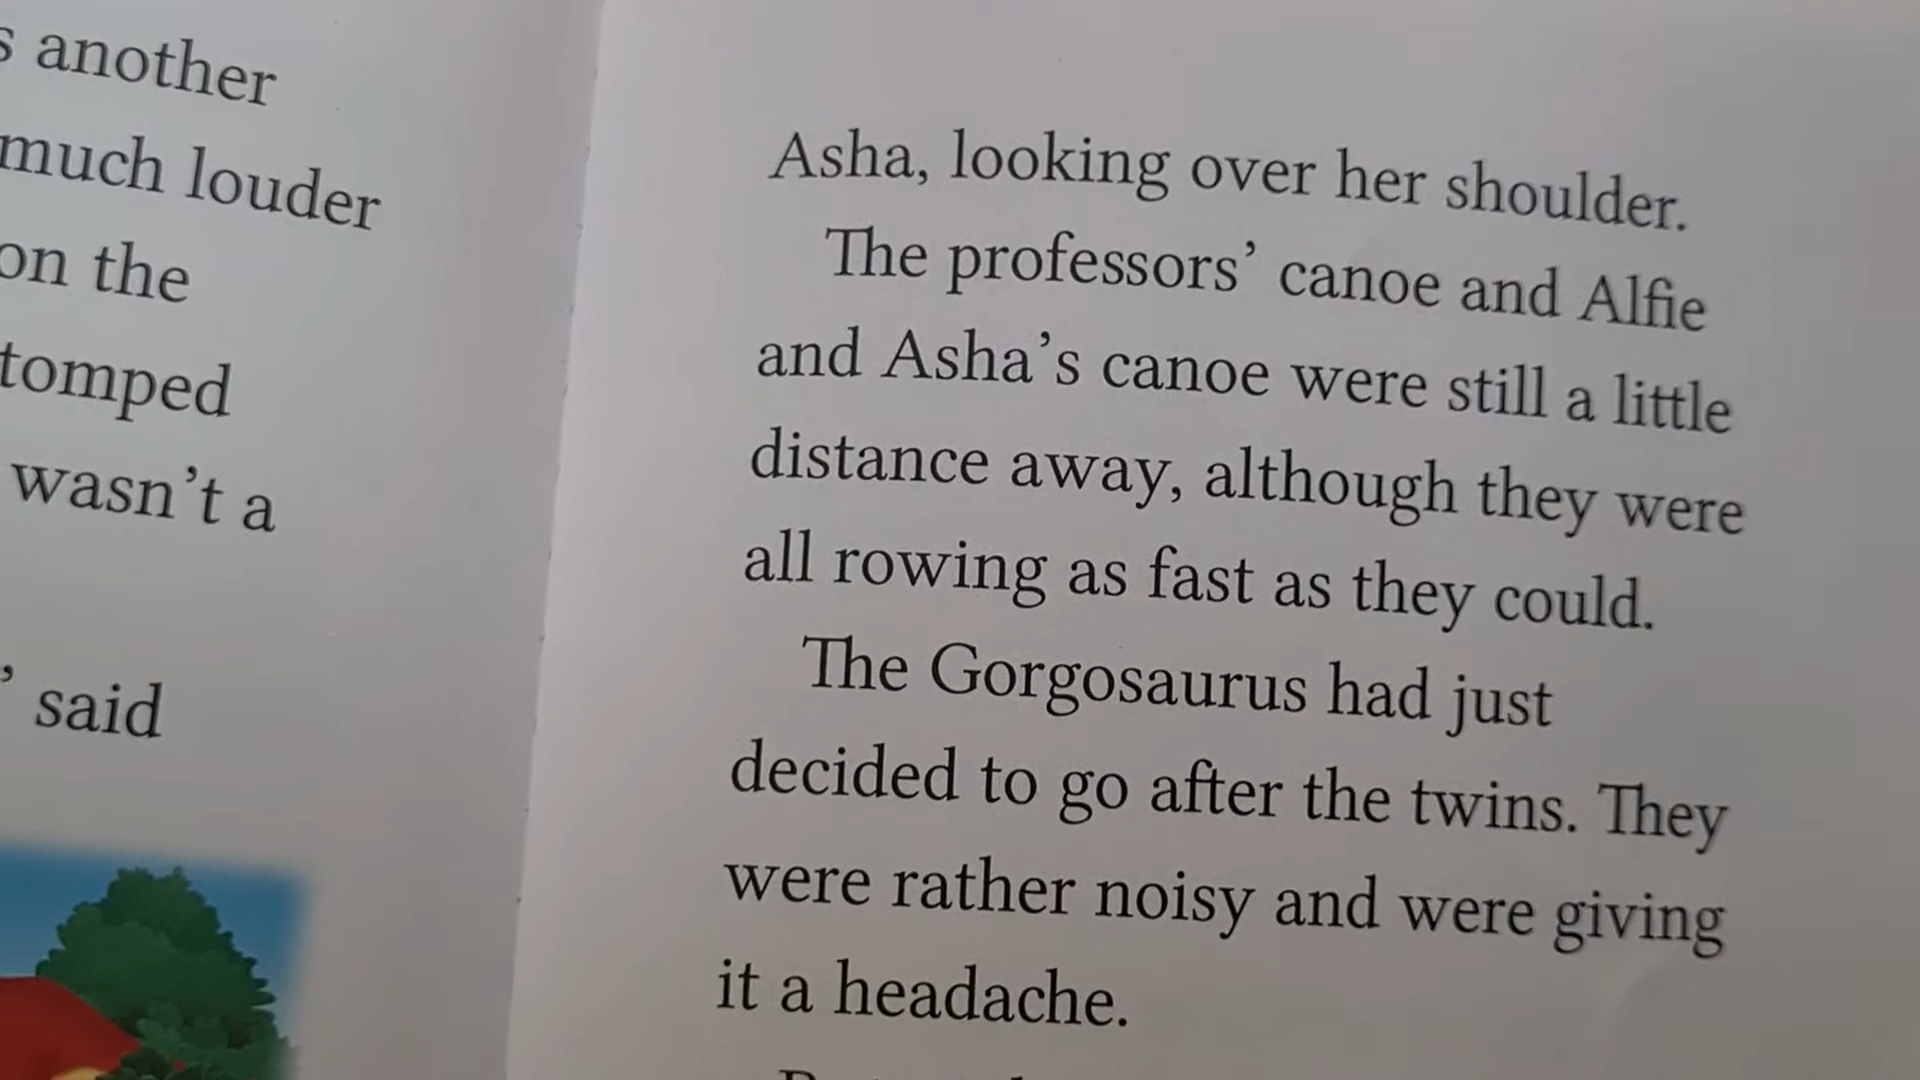 another
much louder
on the
wasn't a
said
Asha, looking over her shoulder.
The professors' canoe and Alfie
and Asha's canoe were still a little
distance away, although they were
all rowing as fast as they could.
The Gorgosaurus had just
decided to go after the twins. They
were rather noisy and were giving
it a headache.